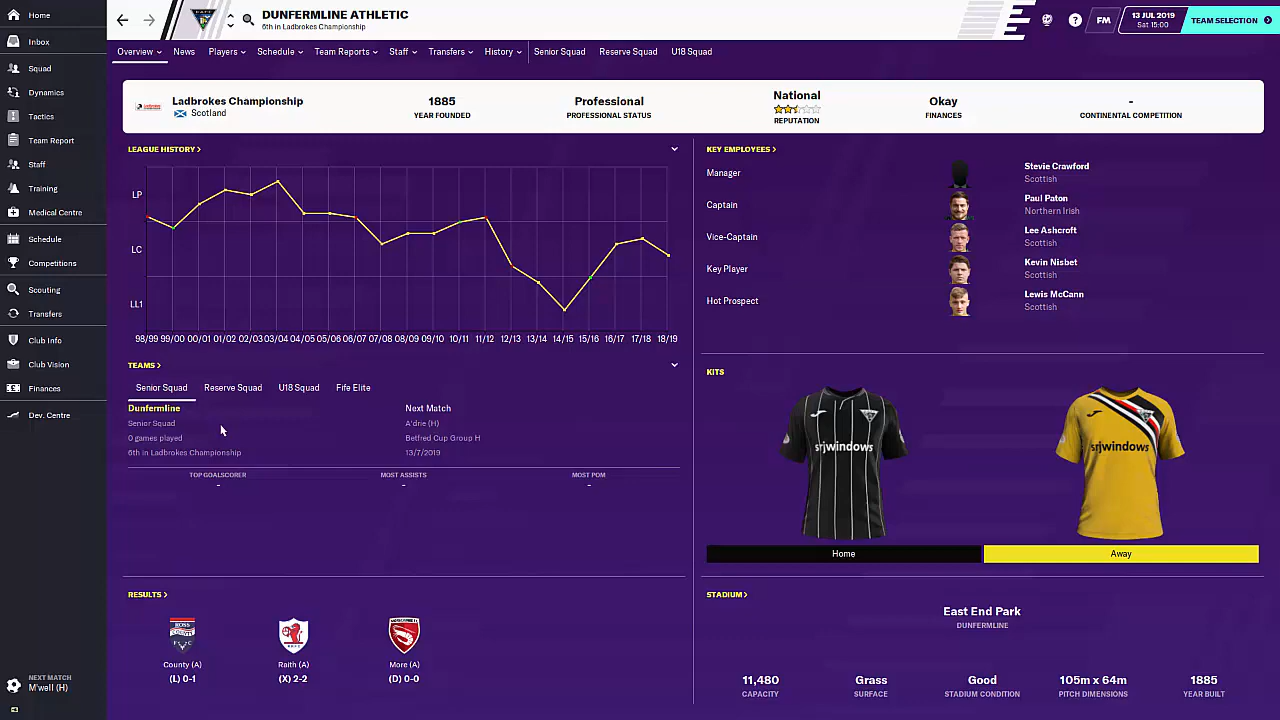 Home
Inbox
Squad
Dynamics
Tactics
Team Report
Staff
Training
Medical Centre
Schedule
Competitions
Scouting
Transfers
Club Info
Club Vision
Finances
Dev. Centre
NEXT MATCH
M'well (H)
DUNFERMLINE ATHLETIC
6th in Ladbrokes Championship
FM
13 JUL 2019
Sat 15:00
TEAM SELECTION
Overview News Players Schedule Team Reports Staff Transfers History Senior Squad Reserve Squad U18 Squad
Ladbrokes Championship
Scotland
1885
YEAR FOUNDED
Professional
PROFESSIONAL STATUS
National
REPUTATION
Okay
FINANCES
-
CONTINENTAL COMPETITION
LEAGUE HISTORY >
LP
LC
LL1
98/99 99/00 00/01 01/02 02/03 03/04 04/05 05/06 06/07 07/08 08/09 09/10 10/11 11/12 12/13 13/14 14/15 15/16 16/17 17/18 18/19
TEAMS >
Senior Squad Reserve Squad U18 Squad Fife Elite
Dunfermline
Senior Squad
0 games played
6th in Ladbrokes Championship
Next Match
A'drie (H)
Betfred Cup Group H
13/7/2019
TOP GOALSCORER
-
MOST ASSISTS
-
MOST POM
-
RESULTS >
County (A)
(L) 0-1
Raith (A)
(X) 2-2
More (A)
(D) 0-0
KEY EMPLOYEES >
Manager
Stevie Crawford
Scottish
Captain
Paul Paton
Northern Irish
Vice-Captain
Lee Ashcroft
Scottish
Key Player
Kevin Nisbet
Scottish
Hot Prospect
Lewis McCann
Scottish
KITS
srjwindows
srjwindows
Home
Away
STADIUM >
East End Park
DUNFERMLINE
11,480
CAPACITY
Grass
SURFACE
Good
STADIUM CONDITION
105m x 64m
PITCH DIMENSIONS
1885
YEAR BUILT